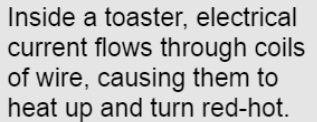 Inside a toaster, electrical
current flows through coils
of wire, causing them to
heat up and turn red-hot.